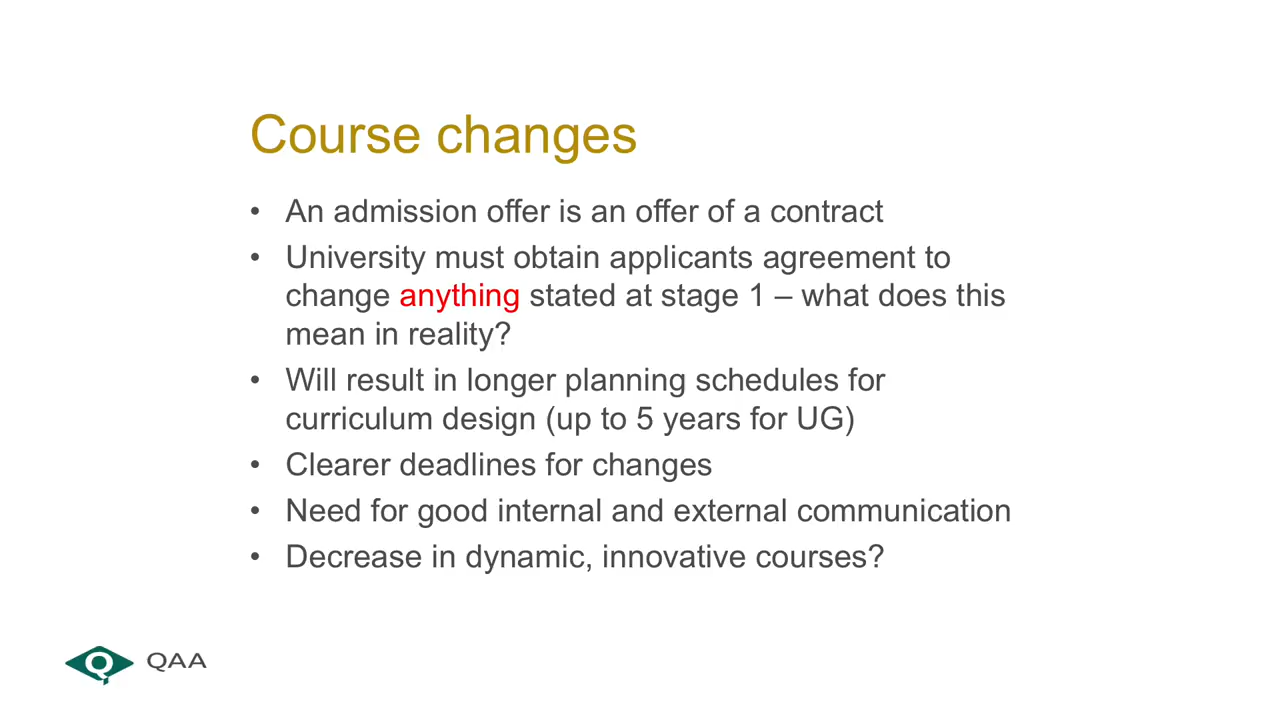 Course changes
• An admission offer is an offer of a contract
• University must obtain applicants agreement to
change anything stated at stage 1 – what does this
mean in reality?
• Will result in longer planning schedules for
curriculum design (up to 5 years for UG)
• Clearer deadlines for changes
• Need for good internal and external communication
• Decrease in dynamic, innovative courses?
QAA